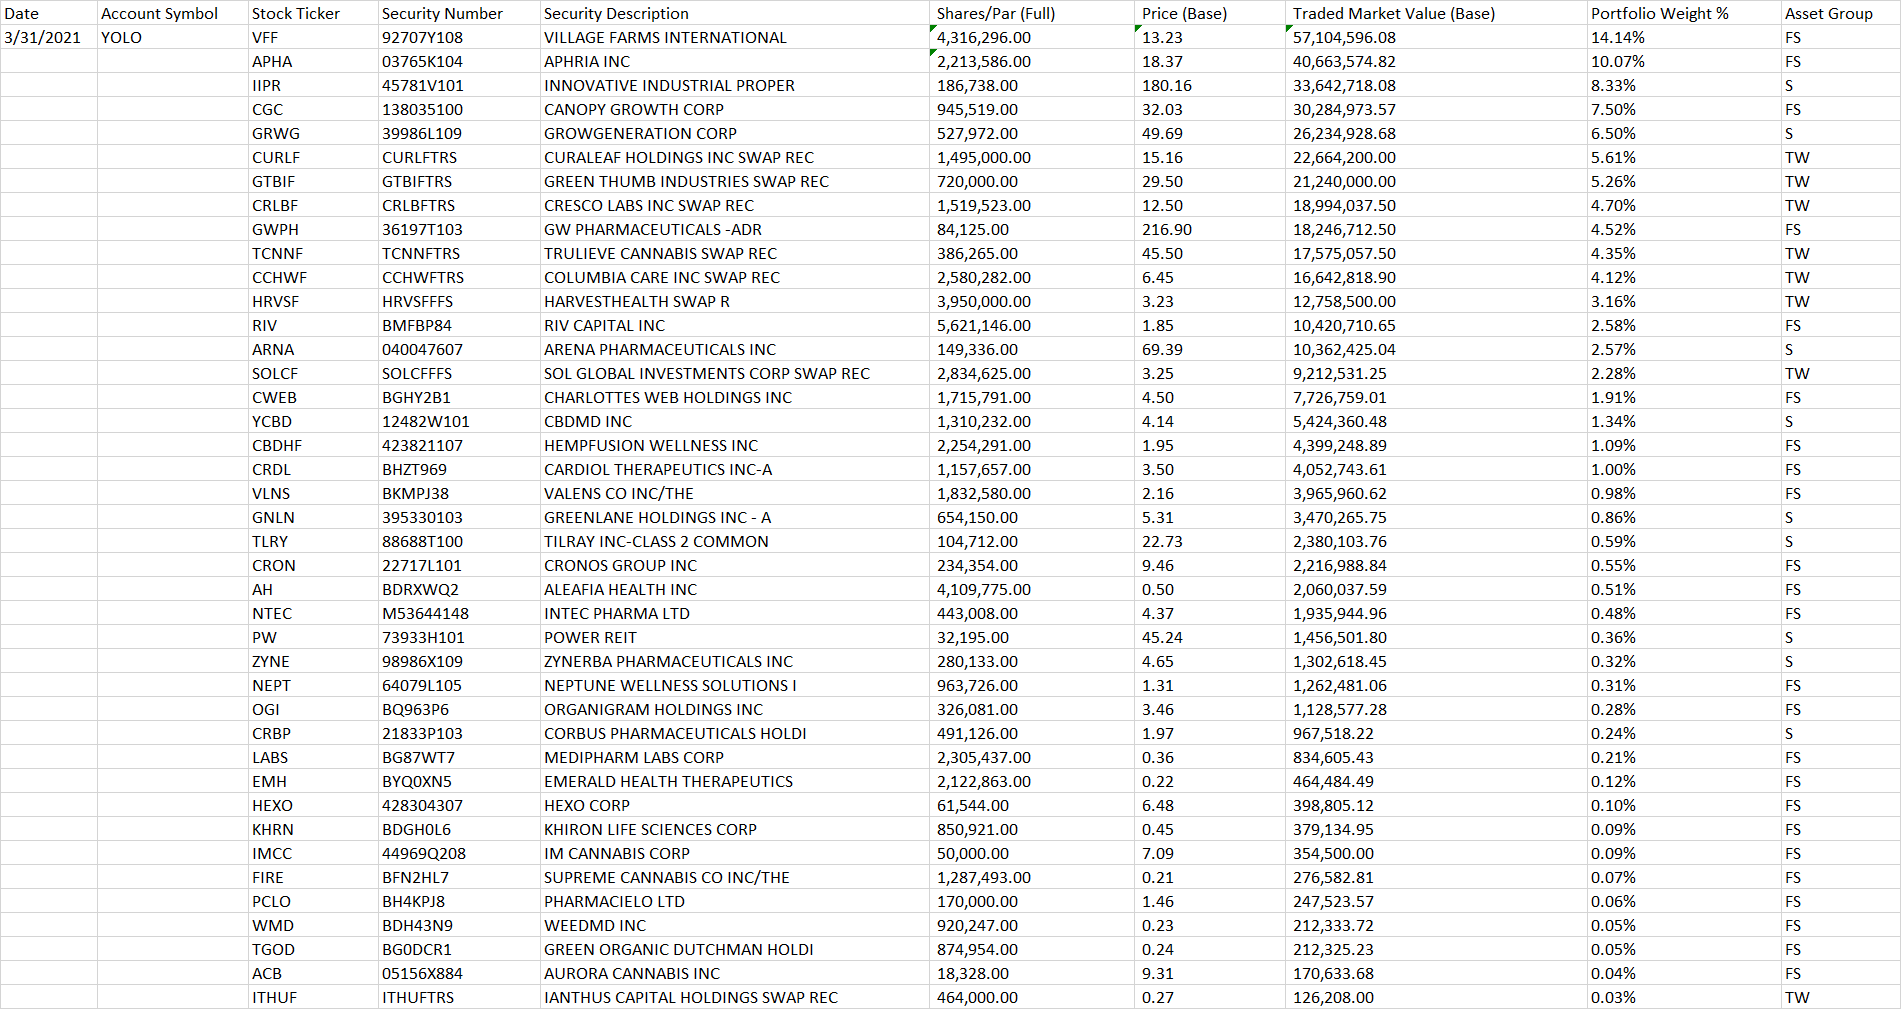 Date Account Symbol Stock Ticker Security Number Security Description Shares/Par (Full) Price (Base) Traded Market Value (Base) Portfolio Weight % Asset Group
3/31/2021 YOLO VFF 92707Y108 VILLAGE FARMS INTERNATIONAL 4,316,296.00 13.23 57,104,596.08 14.14% FS
APHA 03765K104 APHRIA INC 2,213,586.00 18.37 40,663,574.82 10.07% FS
IIPR 45781V101 INNOVATIVE INDUSTRIAL PROPER 186,738.00 180.16 33,642,718.08 8.33% S
CGC 138035100 CANOPY GROWTH CORP 945,519.00 32.03 30,284,973.57 7.50% FS
GRWG 39986L109 GROWGENERATION CORP 527,972.00 49.69 26,234,928.68 6.50% S
CURLF CURLFTRS CURALEAF HOLDINGS INC SWAP REC 1,495,000.00 15.16 22,664,200.00 5.61% TW
GTBIF GTBIFTRS GREEN THUMB INDUSTRIES SWAP REC 720,000.00 29.50 21,240,000.00 5.26% TW
CRLBF CRLBFTRS CRESCO LABS INC SWAP REC 1,519,523.00 12.50 18,994,037.50 4.70% TW
GWPH 36197T103 GW PHARMACEUTICALS -ADR 84,125.00 216.90 18,246,712.50 4.52% FS
TCNNF TCNNFTRS TRULIEVE CANNABIS SWAP REC 386,265.00 45.50 17,575,057.50 4.35% TW
CCHWF CCHWFTRS COLUMBIA CARE INC SWAP REC 2,580,282.00 6.45 16,642,818.90 4.12% TW
HRVSF HRVSFFFS HARVESTHEALTH SWAP R 3,950,000.00 3.23 12,758,500.00 3.16% TW
RIV BMFBP84 RIV CAPITAL INC 5,621,146.00 1.85 10,420,710.65 2.58% FS
ARNA 040047607 ARENA PHARMACEUTICALS INC 149,336.00 69.39 10,362,425.04 2.57% S
SOLCF SOLCFFFS SOL GLOBAL INVESTMENTS CORP SWAP REC 2,834,625.00 3.25 9,212,531.25 2.28% TW
CWEB BGHY2B1 CHARLOTTES WEB HOLDINGS INC 1,715,791.00 4.50 7,726,759.01 1.91% FS
YCBD 12482W101 CBDMD INC 1,310,232.00 4.14 5,424,360.48 1.34% S
CBDHF 423821107 HEMPFUSION WELLNESS INC 2,254,291.00 1.95 4,399,248.89 1.09% FS
CRDL BHZT969 CARDIOL THERAPEUTICS INC-A 1,157,657.00 3.50 4,052,743.61 1.00% FS
VLNS BKMPJ38 VALENS CO INC/THE 1,832,580.00 2.16 3,965,960.62 0.98% FS
GNLN 395330103 GREENLANE HOLDINGS INC - A 654,150.00 5.31 3,470,265.75 0.86% S
TLRY 88688T100 TILRAY INC-CLASS 2 COMMON 104,712.00 22.73 2,380,103.76 0.59% S
CRON 22717L101 CRONOS GROUP INC 234,354.00 9.46 2,216,988.84 0.55% FS
AH BDRXWQ2 ALEAFIA HEALTH INC 4,109,775.00 0.50 2,060,037.59 0.51% FS
NTEC M53644148 INTEC PHARMA LTD 443,008.00 4.37 1,935,944.96 0.48% FS
PW 73933H101 POWER REIT 32,195.00 45.24 1,456,501.80 0.36% S
ZYNE 98986X109 ZYNERBA PHARMACEUTICALS INC 280,133.00 4.65 1,302,618.45 0.32% S
NEPT 64079L105 NEPTUNE WELLNESS SOLUTIONS I 963,726.00 1.31 1,262,481.06 0.31% FS
OGI BQ963P6 ORGANIGRAM HOLDINGS INC 326,081.00 3.46 1,128,577.28 0.28% FS
CRBP 21833P103 CORBUS PHARMACEUTICALS HOLDI 491,126.00 1.97 967,518.22 0.24% S
LABS BG87WT7 MEDIPHARM LABS CORP 2,305,437.00 0.36 834,605.43 0.21% FS
EMH BYQ0XN5 EMERALD HEALTH THERAPEUTICS 2,122,863.00 0.22 464,484.49 0.12% FS
HEXO 428304307 HEXO CORP 61,544.00 6.48 398,805.12 0.10% FS
KHRN BDGH0L6 KHIRON LIFE SCIENCES CORP 850,921.00 0.45 379,134.95 0.09% FS
IMCC 44969Q208 IM CANNABIS CORP 50,000.00 7.09 354,500.00 0.09% FS
FIRE BFN2HL7 SUPREME CANNABIS CO INC/THE 1,287,493.00 0.21 276,582.81 0.07% FS
PCLO BH4KPJ8 PHARMACIELO LTD 170,000.00 1.46 247,523.57 0.06% FS
WMD BDH43N9 WEEDMD INC 920,247.00 0.23 212,333.72 0.05% FS
TGOD BG0DCR1 GREEN ORGANIC DUTCHMAN HOLDI 874,954.00 0.24 212,325.23 0.05% FS
ACB 05156X884 AURORA CANNABIS INC 18,328.00 9.31 170,633.68 0.04% FS
ITHUF ITHUFTRS IANTHUS CAPITAL HOLDINGS SWAP REC 464,000.00 0.27 126,208.00 0.03% TW